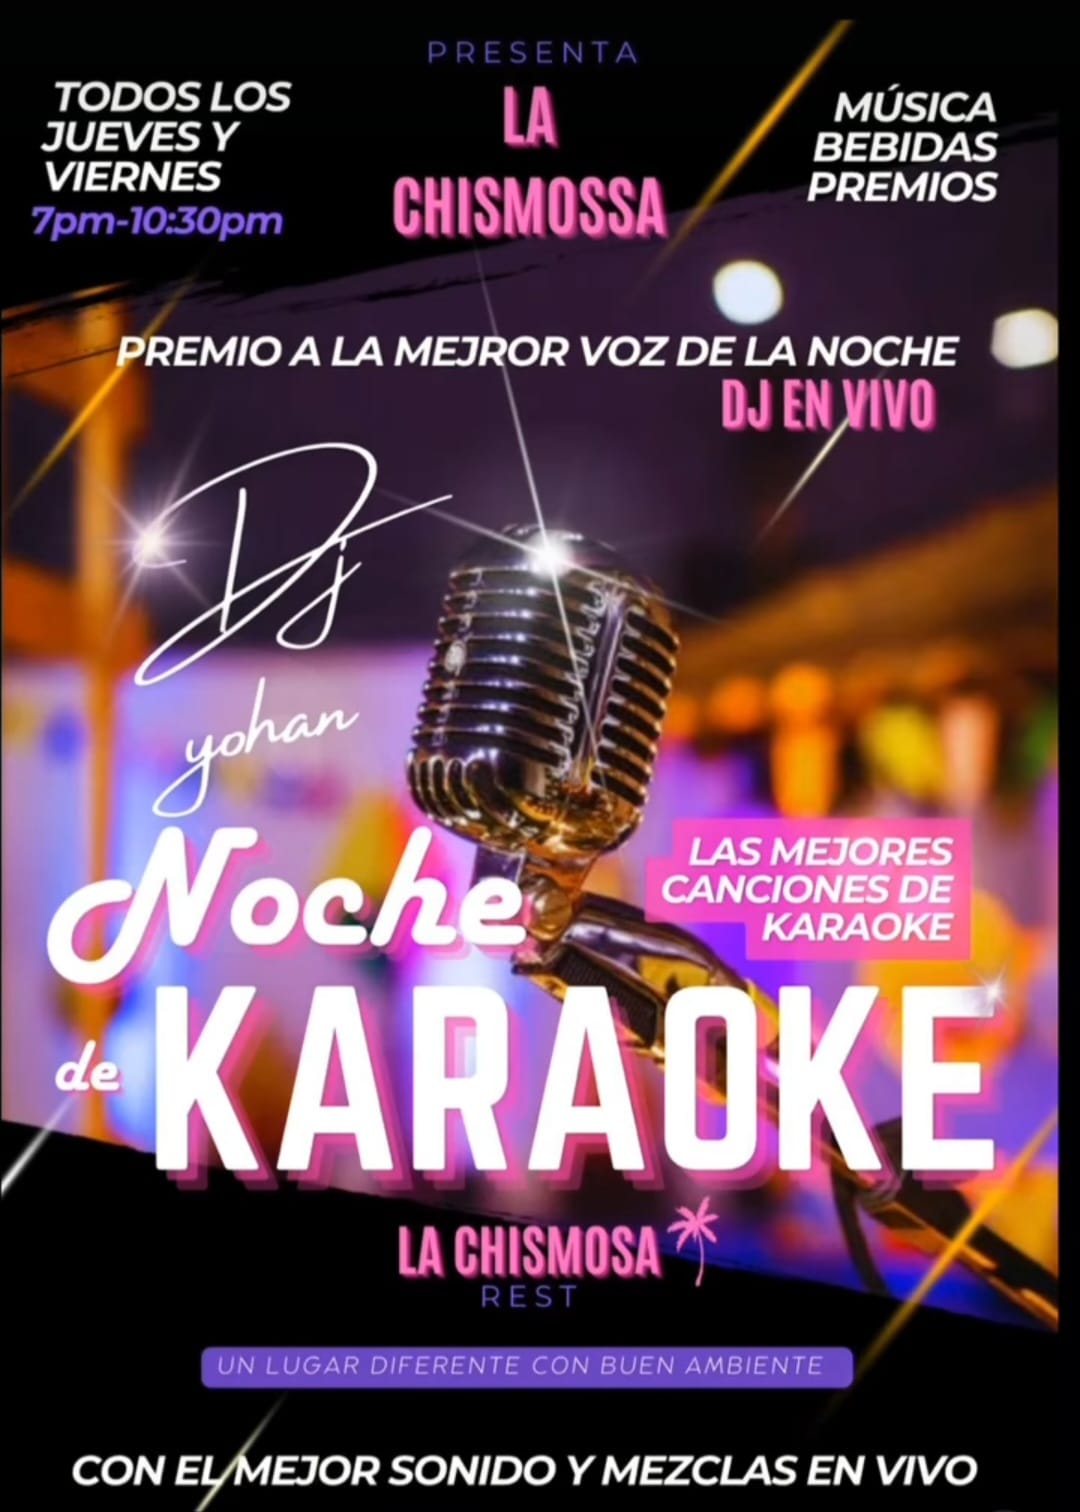 PRESENTA
TODOS LOS
JUEVES Y
VIERNES
7pm-10:30pm
LA
CHISMOSSA
MÚSICA
BEBIDAS
PREMIOS
PREMIO A LA MEJROR VOZ DE LA NOCHE
DJ EN VIVO
Dj
yohan
Noche
LAS MEJORES
CANCIONES DE
KARAOKE
de KARAOKE
LA CHISMOSA
REST
UN LUGAR DIFERENTE CON BUEN AMBIENTE
CON EL MEJOR SONIDO Y MEZCLAS EN VIVO